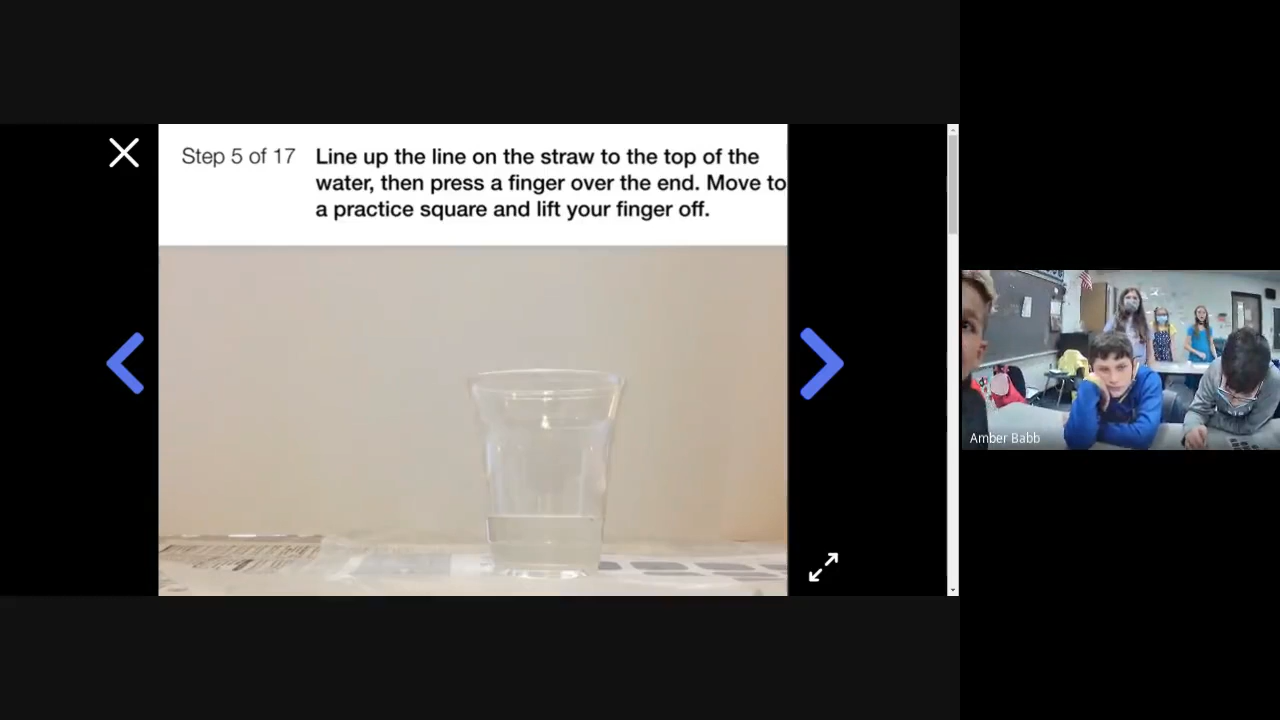 Step 5 of 17
Line up the line on the straw to the top of the
water, then press a finger over the end. Move to
a practice square and lift your finger off.
Amber Babb